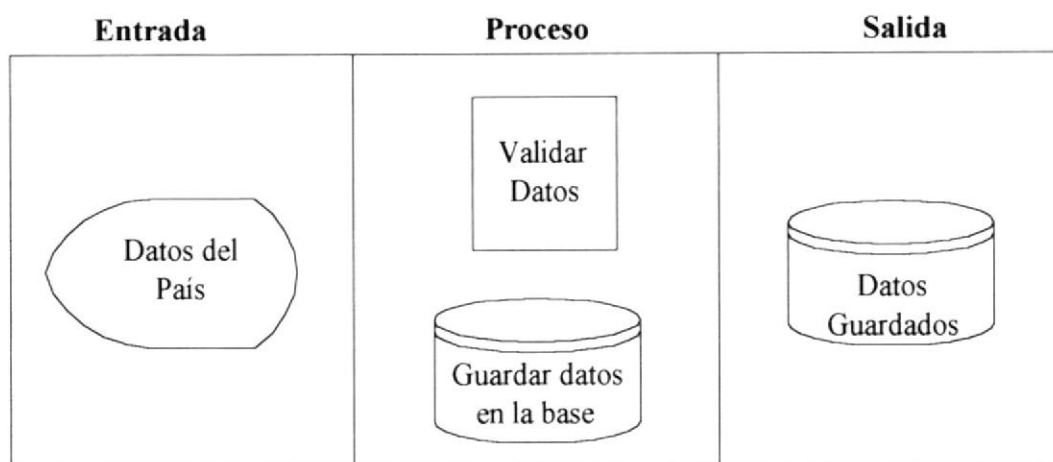 Entrada
Proceso
Salida
Datos del
País
Validar
Datos
Guardar datos
en la base
Datos
Guardados